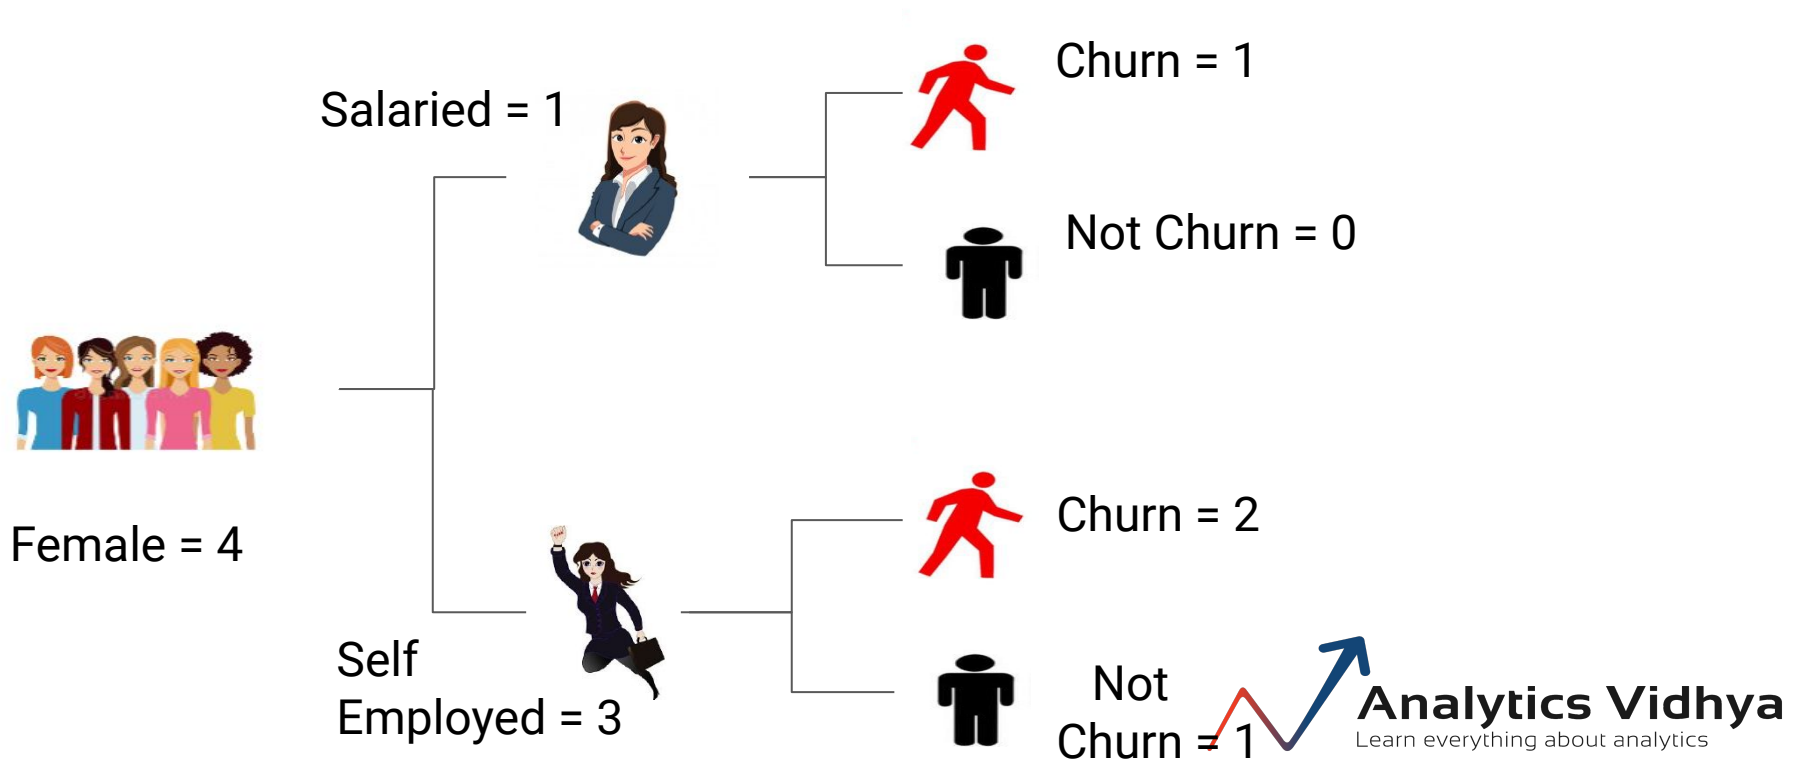 Churn = 1
Salaried = 1
Not Churn = 0
Female = 4
Churn = 2
Self
Employed = 3
Not
Churn = 1
Analytics Vidhya
Learn everything about analytics